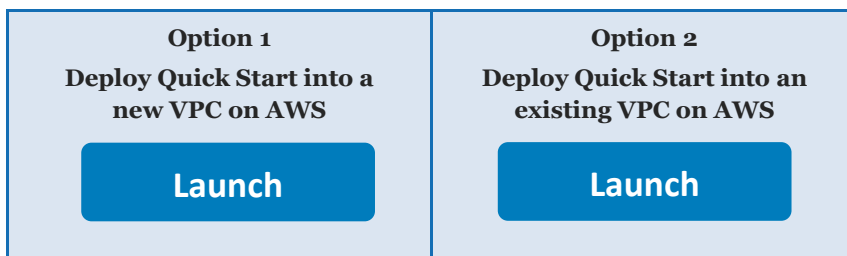 Option 1
Deploy Quick Start into a
new VPC on AWS
Launch
Option 2
Deploy Quick Start into an
existing VPC on AWS
Launch